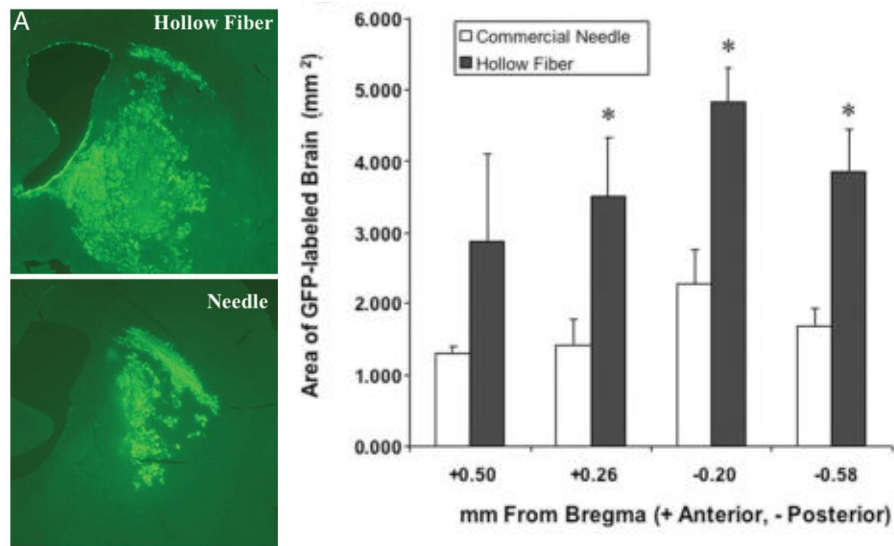 A
Hollow Fiber
Needle
Area of GFP-labeled Brain (mm²)
6.000
5.000
4.000
3.000
2.000
1.000
0.000
Commercial Needle
Hollow Fiber
*
*
*
+0.50 +0.26 -0.20 -0.58
mm From Bregma (+ Anterior, - Posterior)